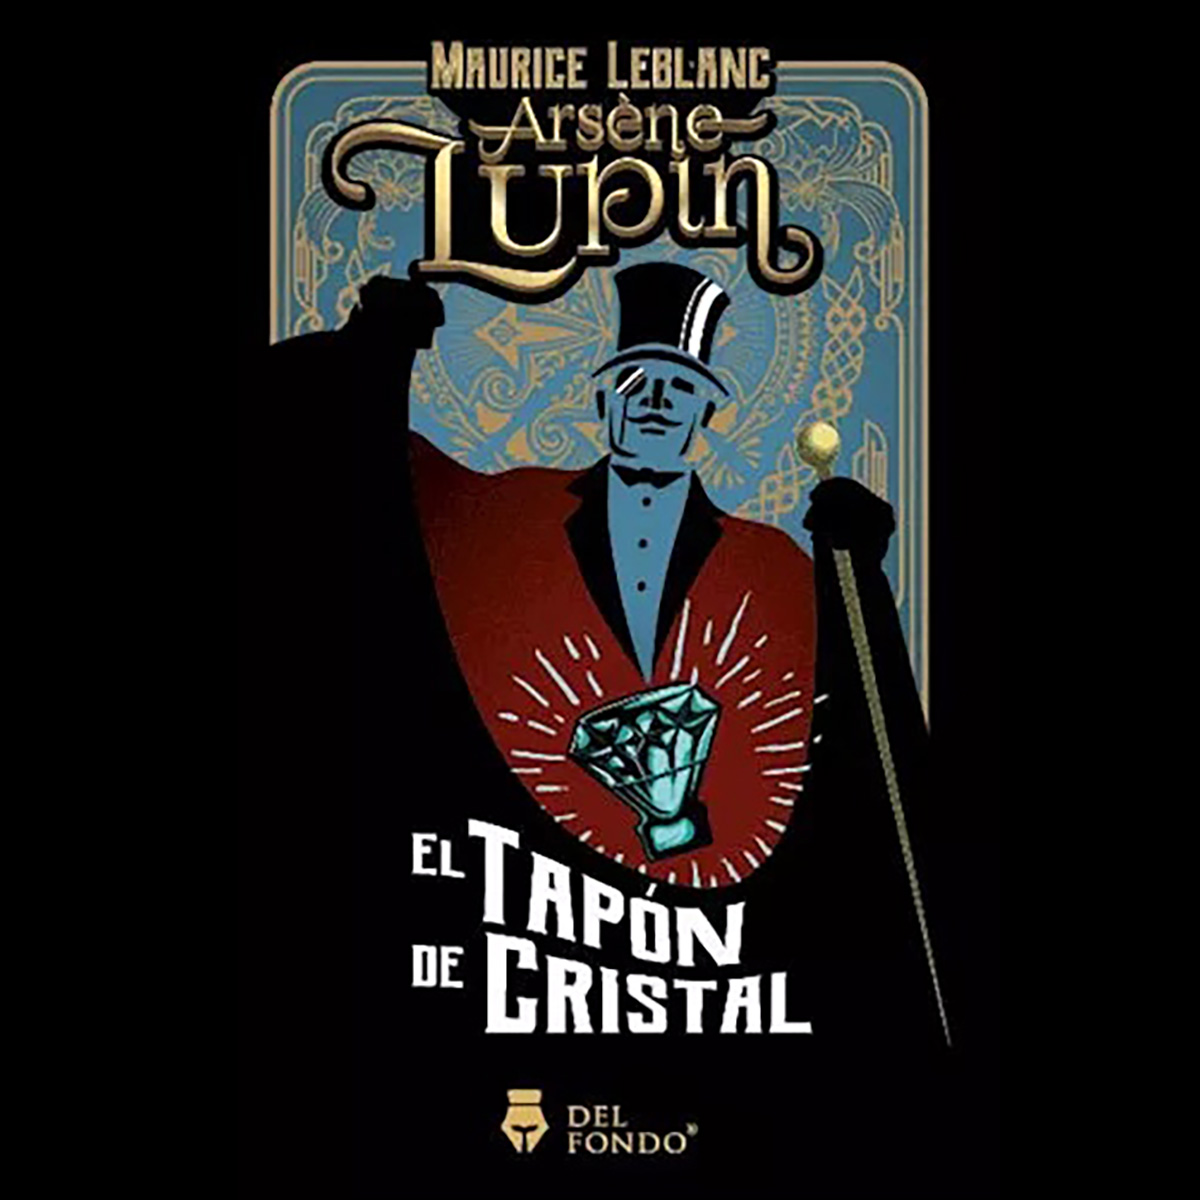 MAURICE LEBLANC
Arsène
Lupin
EL TAPÓN
DE CRISTAL
DEL
FONDO®